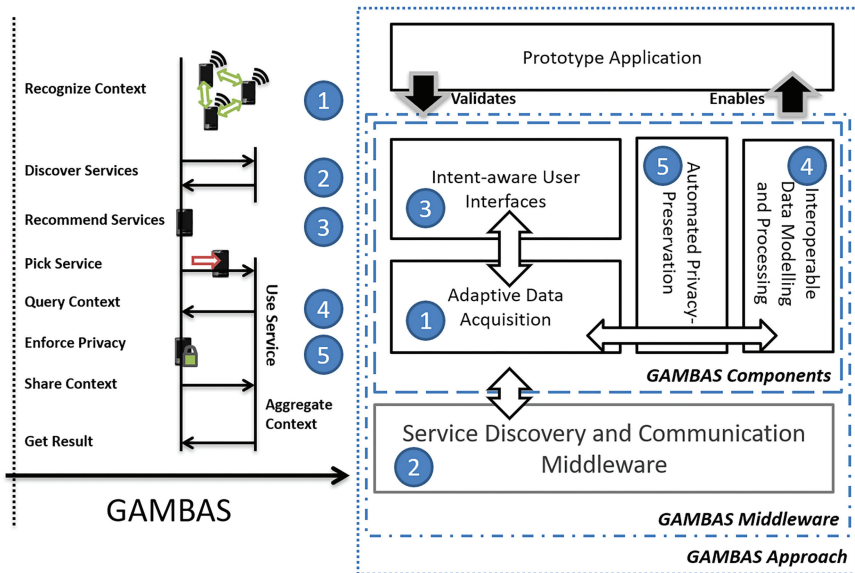 Recognize Context
1
Discover Services
2
Recommend Services
3
Pick Service
Query Context
4
Use Service
Enforce Privacy
5
Share Context
Aggregate
Context
Get Result
GAMBAS
Prototype Application
Validates
Enables
Intent-aware User
Interfaces
3
5
Automated Privacy-
Preservation
4
Interoperable
Data Modelling
and Processing
Adaptive Data
Acquisition
1
GAMBAS Components
Service Discovery and Communication
Middleware
2
GAMBAS Middleware
GAMBAS Approach